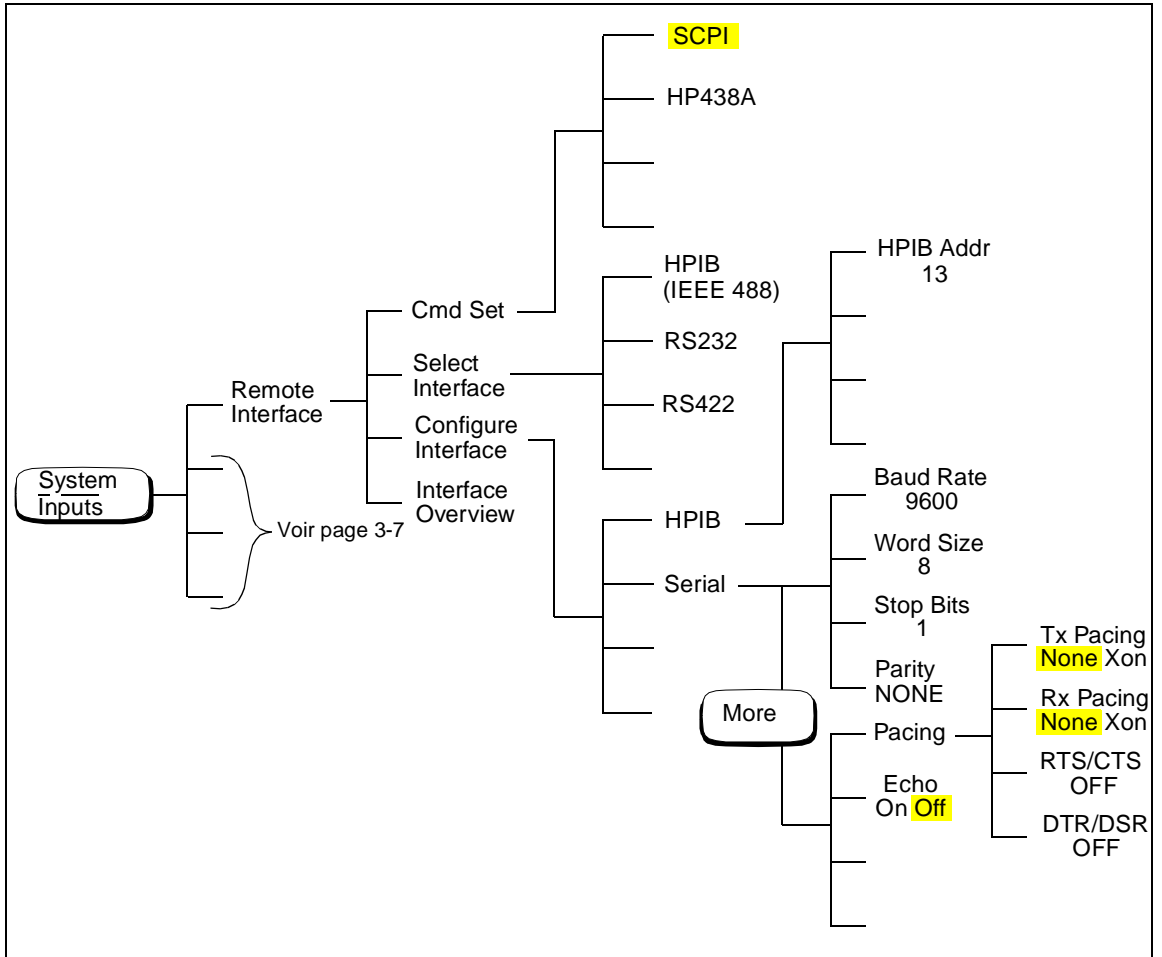 SCPI
HP438A
HPIB
(IEEE 488)
RS232
RS422
HPIB Addr
13
Cmd Set
Select
Interface
Configure
Interface
Interface
Overview
Remote
Interface
System
Inputs
Voir page 3-7
HPIB
Serial
Baud Rate
9600
Word Size
8
Stop Bits
1
Parity
NONE
More
Pacing
Echo
On Off
Tx Pacing
None Xon
Rx Pacing
None Xon
RTS/CTS
OFF
DTR/DSR
OFF